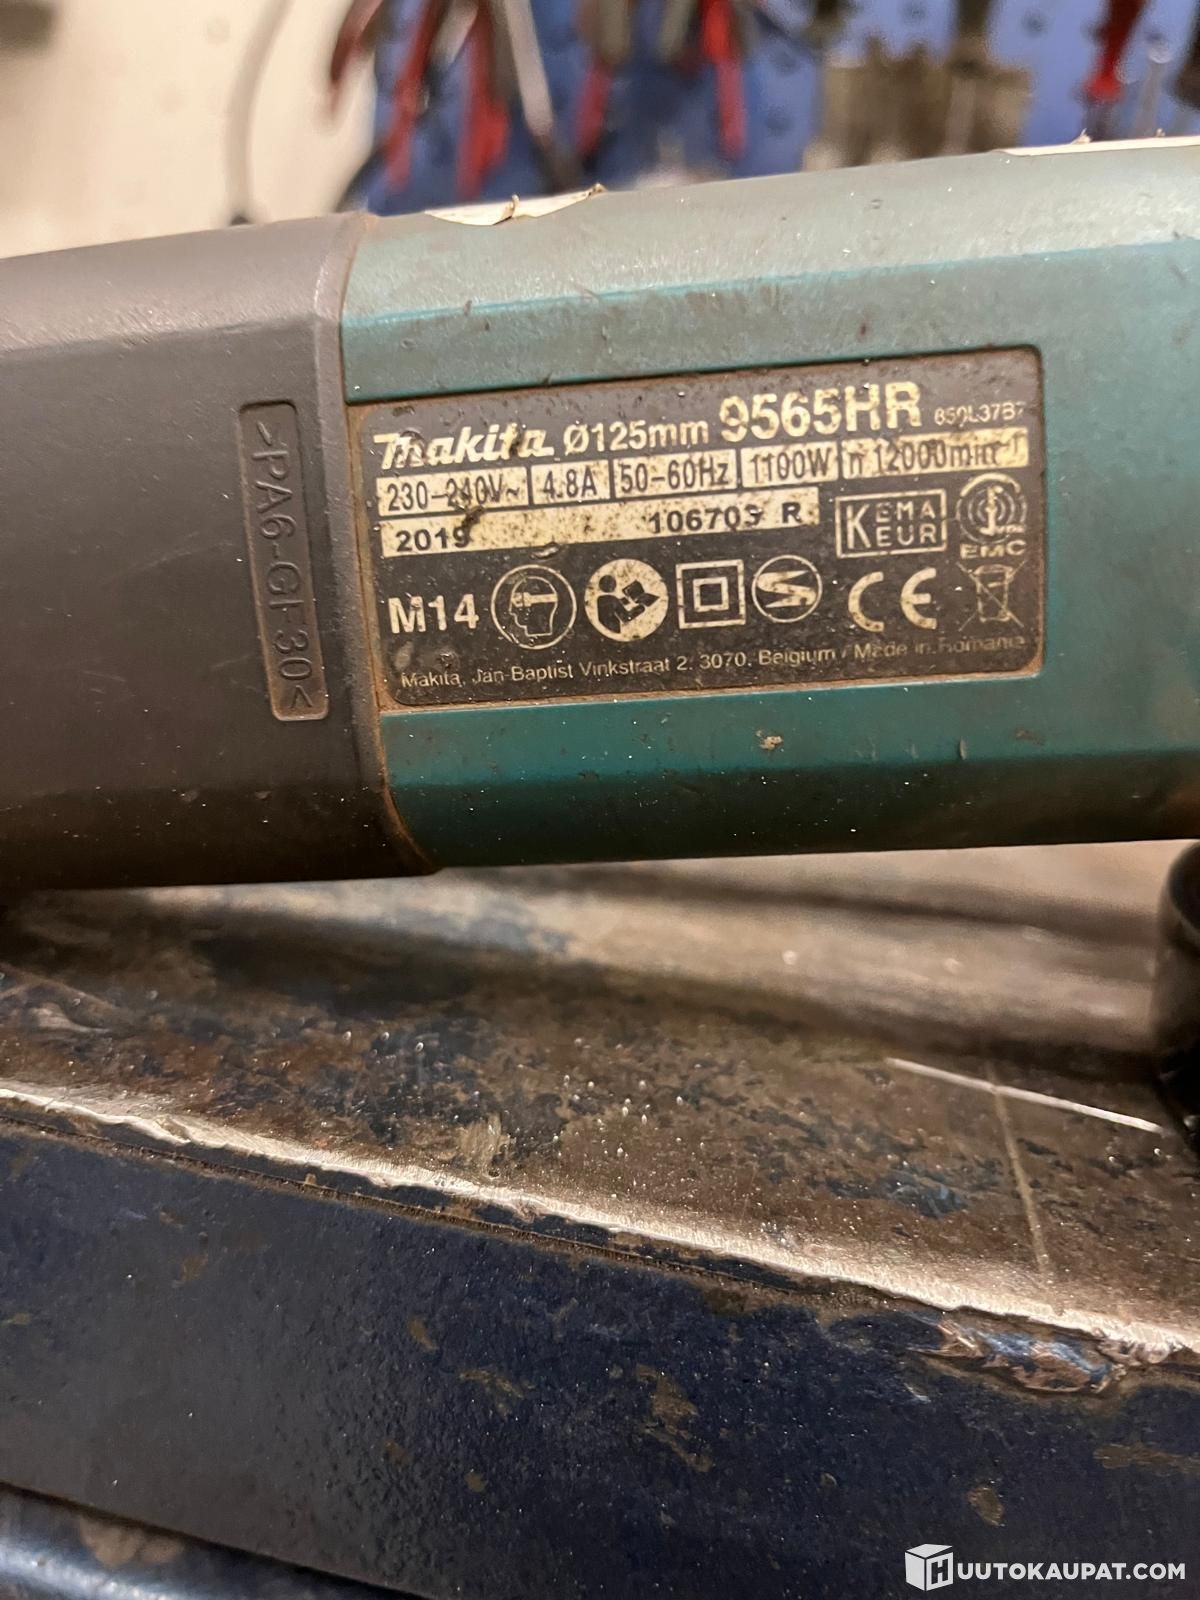 Makita Ø125mm 9565HR
230-240V~ 4.8A 50-60Hz 1100W n 12000min⁻¹
2019 R
KEMA EUR
EMC
M14
CE
Makita, Jan-Baptist Vinkstraat 2, 3070, Belgium / Made in Romania
>PA6-GF30<
HUUTOKAUPAT.COM